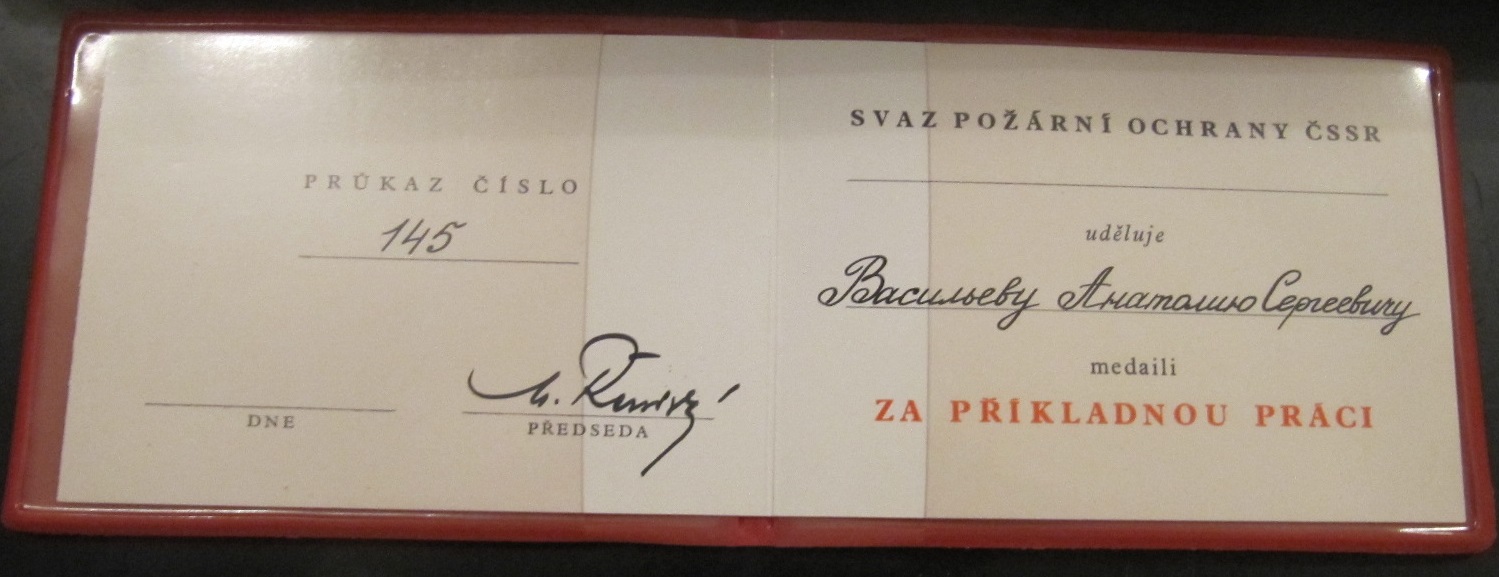 PRŮKAZ ČÍSLO
145
DNE
PŘEDSEDA
SVAZ POŽÁRNÍ OCHRANY ČSSR
uděluje
Васильеву Анатолию Сергеевичу
medaili
ZA PŘÍKLADNOU PRÁCI